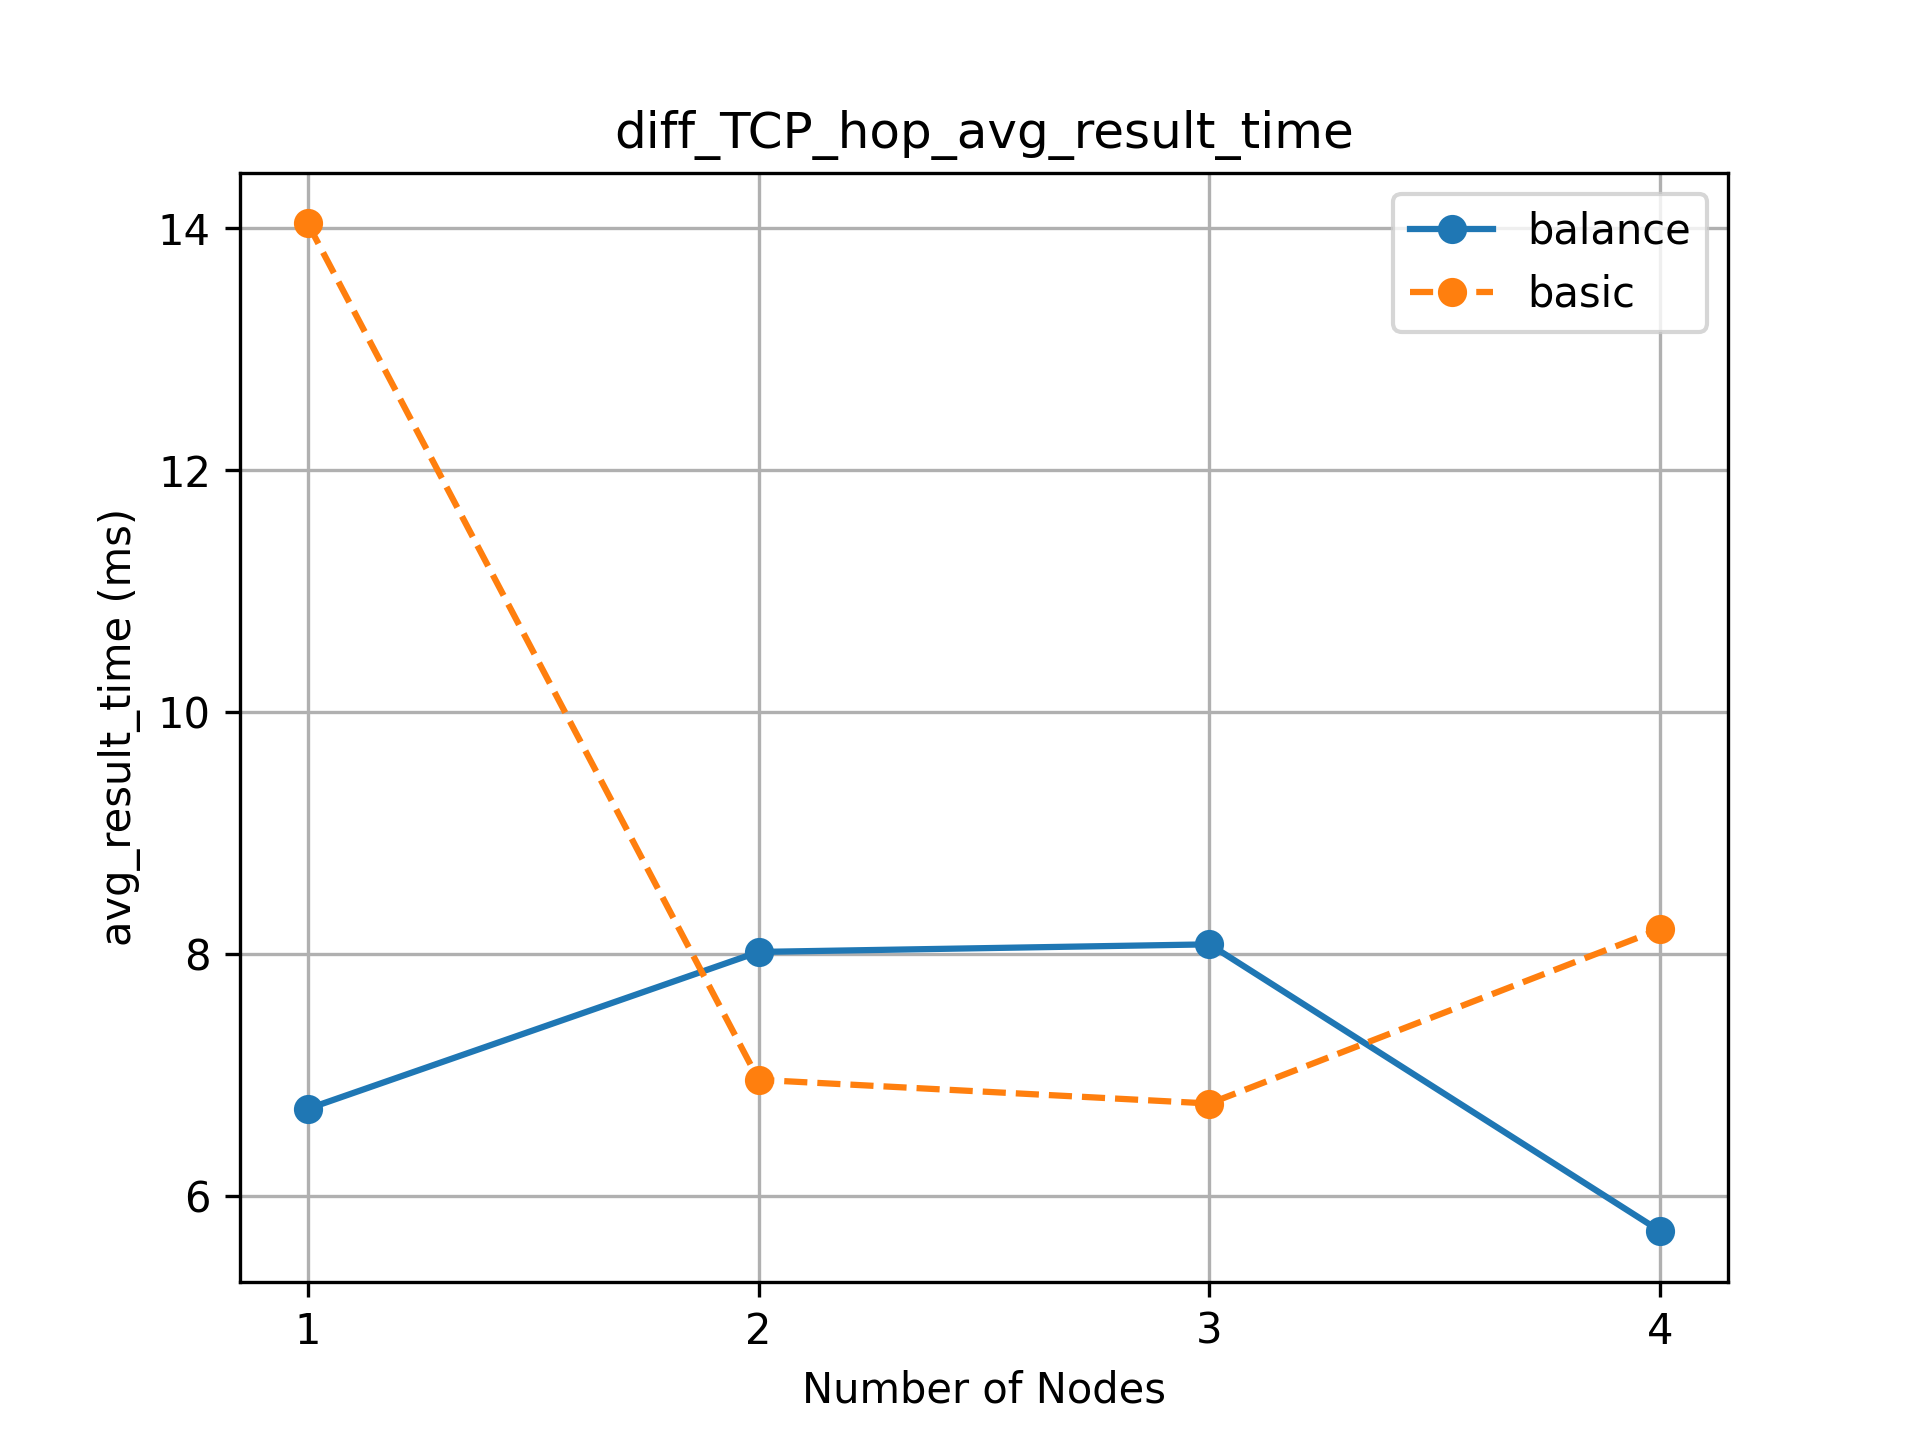 diff_TCP_hop_avg_result_time
balance
basic
14
12
10
8
6
avg_result_time (ms)
1 2 3 4
Number of Nodes